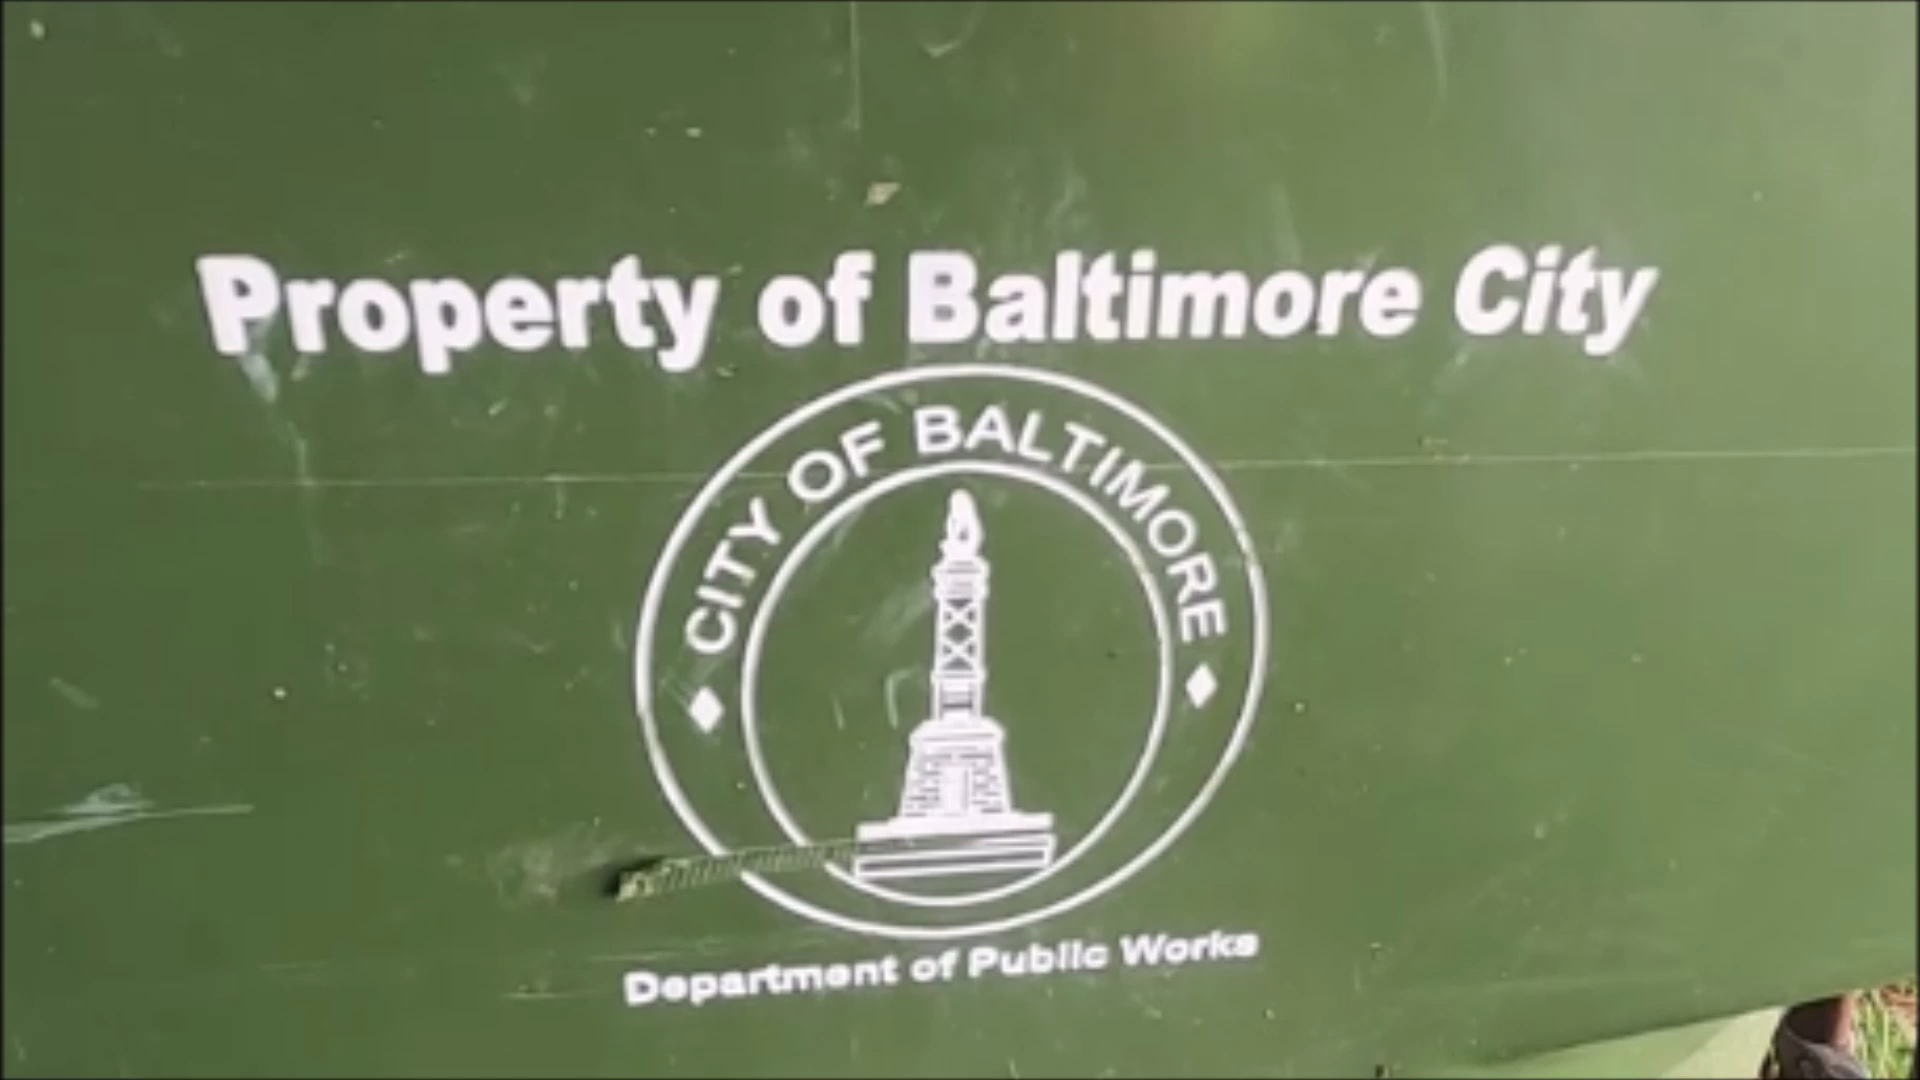 Property of Baltimore City
CITY OF BALTIMORE
Department of Public Works